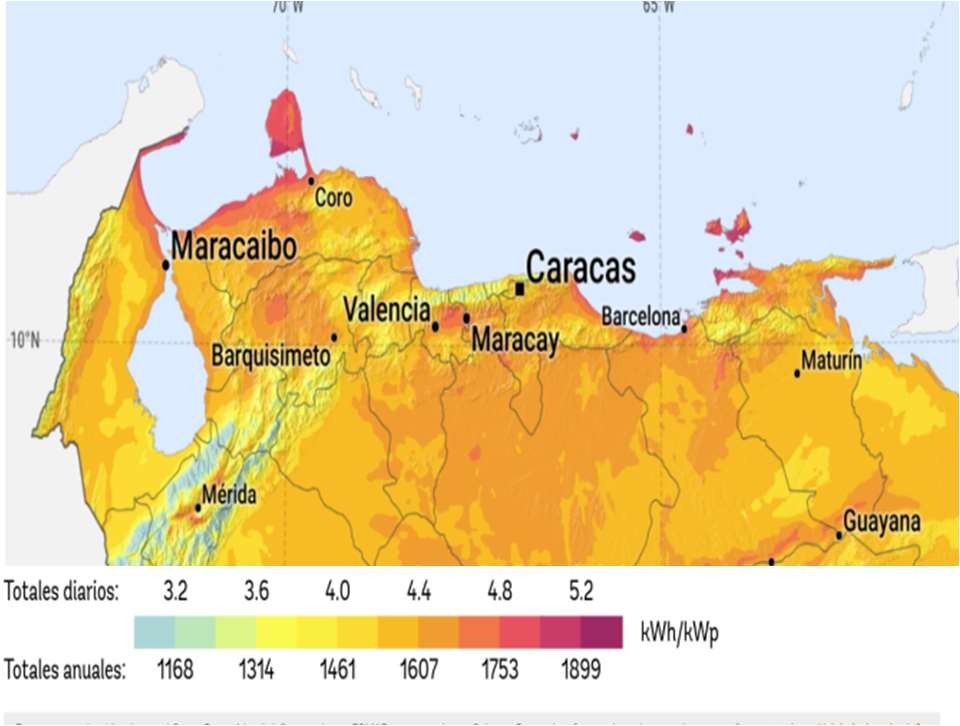 70°W 65°W
Coro
Maracaibo
Caracas
Valencia
Barcelona
10°N
Maracay
Barquisimeto
Maturín
Mérida
Guayana
Totales diarios: 3.2 3.6 4.0 4.4 4.8 5.2
kWh/kWp
Totales anuales: 1168 1314 1461 1607 1753 1899